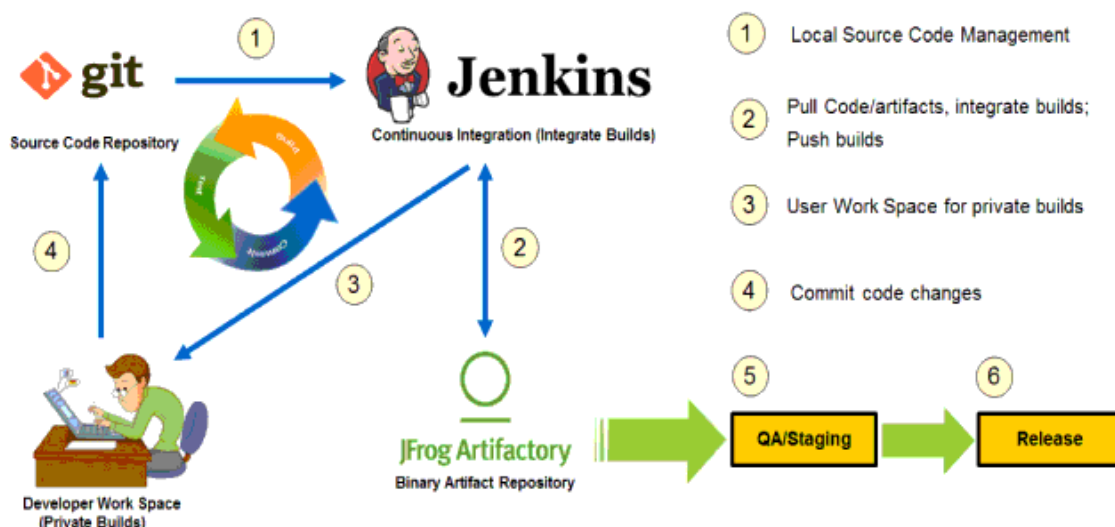 1
git
Jenkins
Source Code Repository
Continuous Integration (Integrate Builds)
Test
Commit
4
3
2
Developer Work Space
(Private Builds)
JFrog Artifactory
Binary Artifact Repository
1 Local Source Code Management
2 Pull Code/artifacts, integrate builds;
Push builds
3 User Work Space for private builds
4 Commit code changes
5
6
QA/Staging
Release